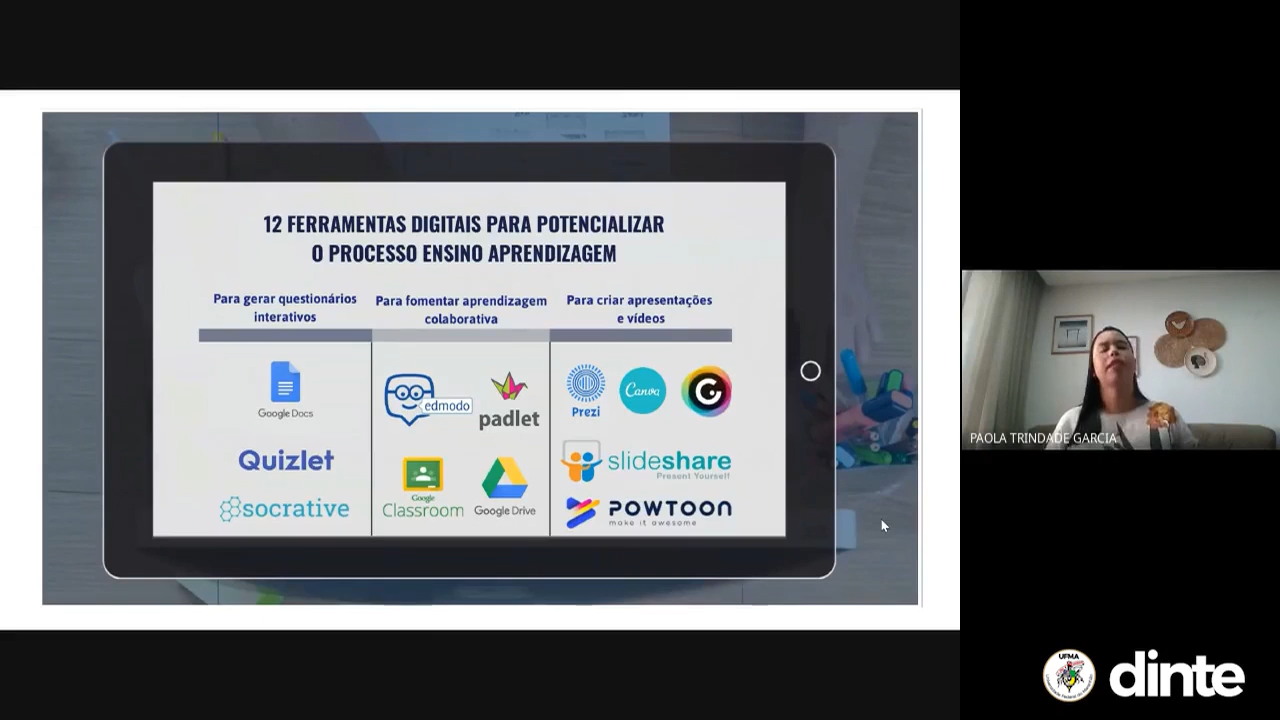 12 FERRAMENTAS DIGITAIS PARA POTENCIALIZAR
O PROCESSO ENSINO APRENDIZAGEM
Para gerar questionários
interativos
Para fomentar aprendizagem
colaborativa
Para criar apresentações
e vídeos
Google Docs
Quizlet
socrative
edmodo
padlet
Google
Classroom
Google Drive
Prezi
Canva
slideshare
Present Yourself
POWTOON
make it awesome
PAOLA TRINDADE GARCIA
UFMA
dinte